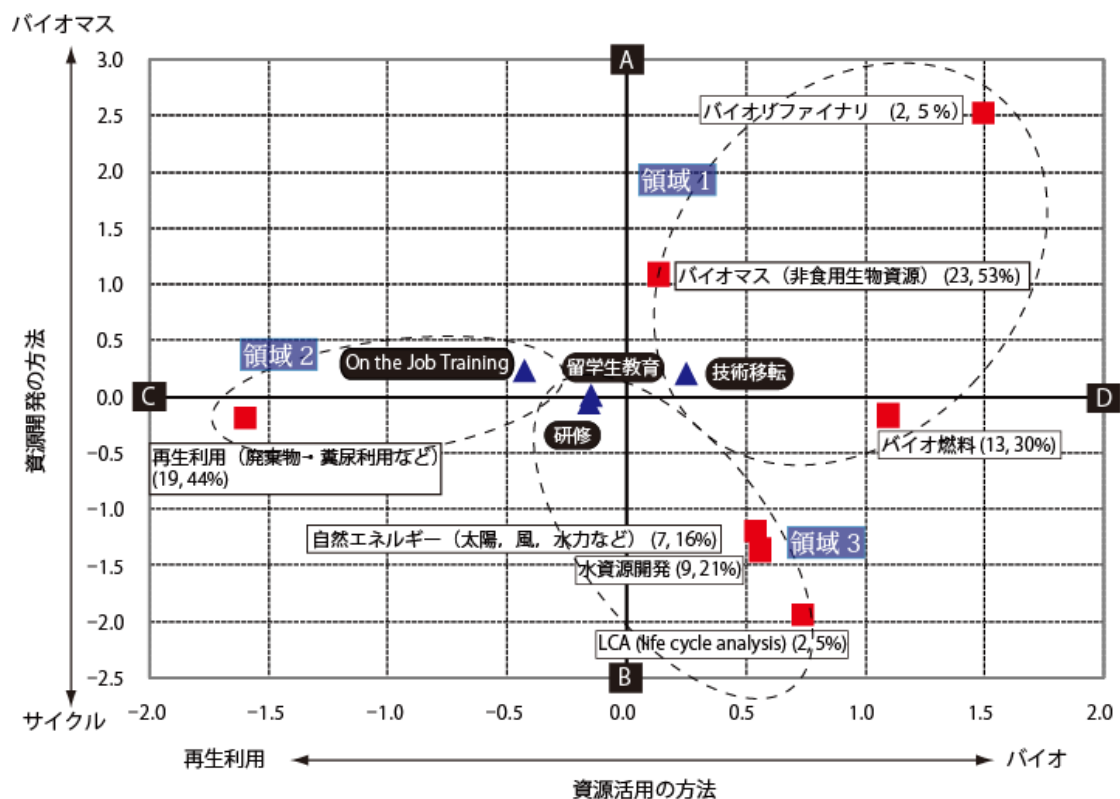 バイオマス
3.0
2.5
2.0
1.5
1.0
0.5
0.0
−0.5
−1.0
−1.5
−2.0
−2.5
サイクル
資源開発の方法
A
B
C
D
バイオリファイナリ (2, 5%)
領域 1
バイオマス（非食用生物資源）(23, 53%)
領域 2
On the Job Training
留学生教育
技術移転
研修
バイオ燃料 (13, 30%)
再生利用（廃棄物→糞尿利用など）
(19, 44%)
自然エネルギー（太陽，風，水力など）(7, 16%)
領域 3
水資源開発 (9, 21%)
LCA (life cycle analysis) (2, 5%)
−2.0 −1.5 −1.0 −0.5 0.0 0.5 1.0 1.5 2.0
再生利用 バイオ
資源活用の方法